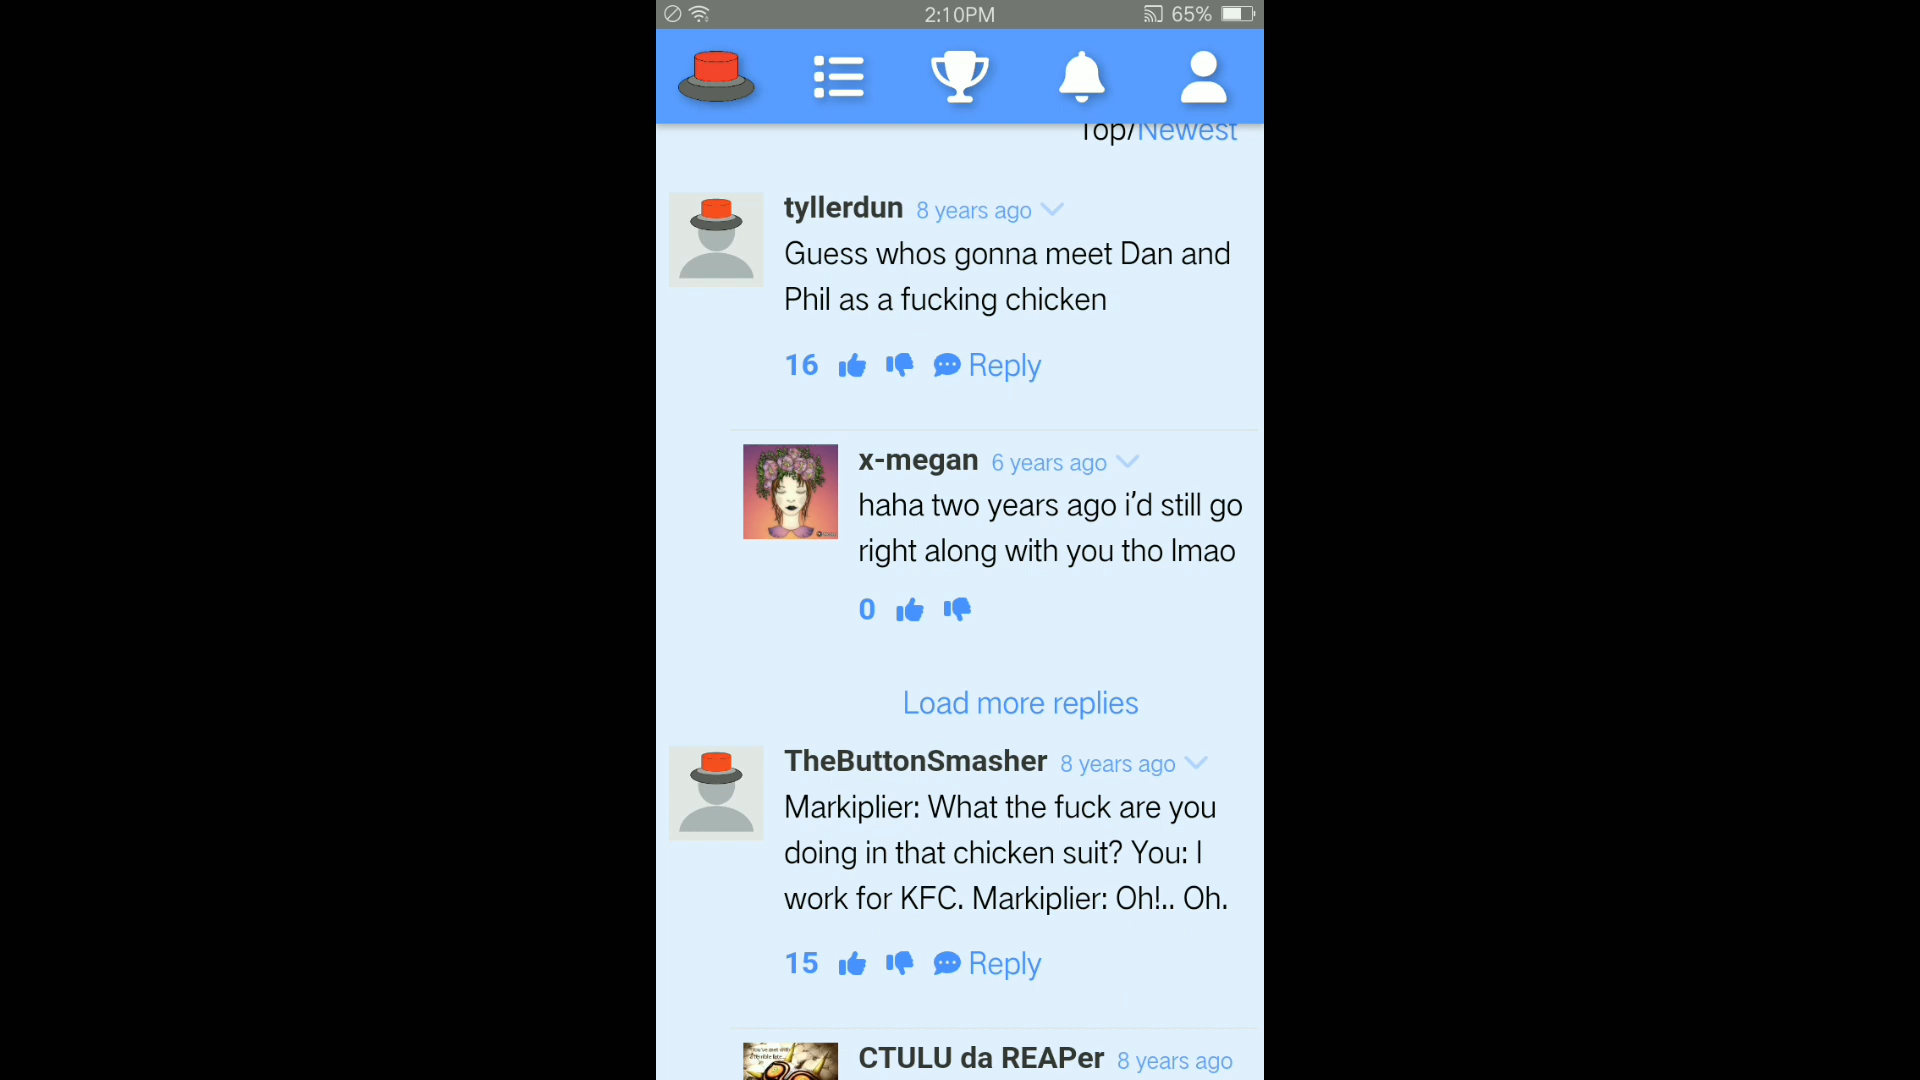 2:10PM
65%
Top/Newest
tyllerdun 8 years ago
Guess whos gonna meet Dan and
Phil as a fucking chicken
16 Reply
x-megan 6 years ago
haha two years ago i'd still go
right along with you tho lmao
0
Load more replies
TheButtonSmasher 8 years ago
Markiplier: What the fuck are you
doing in that chicken suit? You: I
work for KFC. Markiplier: Oh!.. Oh.
15 Reply
CTULU da REAPer 8 years ago